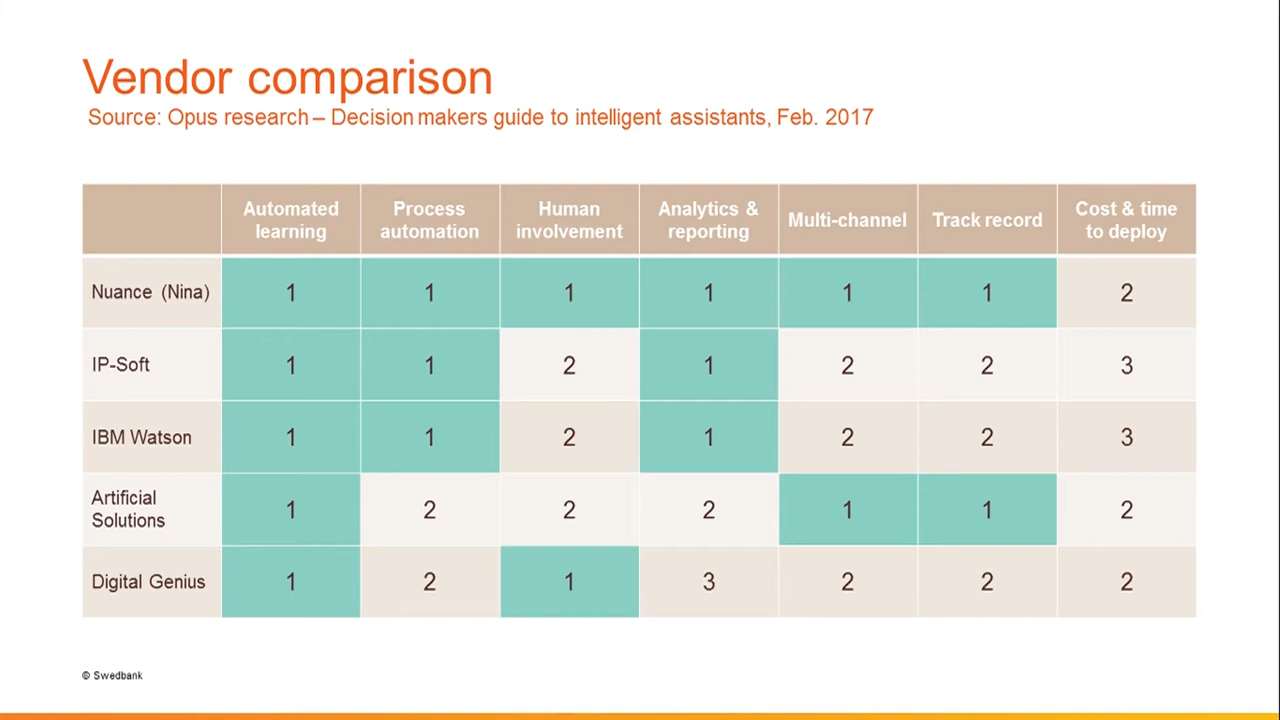 Vendor comparison
Source: Opus research – Decision makers guide to intelligent assistants, Feb. 2017
Automated learning Process automation Human involvement Analytics & reporting Multi-channel Track record Cost & time to deploy
Nuance (Nina) 1 1 1 1 1 1 2
IP-Soft 1 1 2 1 2 2 3
IBM Watson 1 1 2 1 2 2 3
Artificial Solutions 1 2 2 2 1 1 2
Digital Genius 1 2 1 3 2 2 2
© Swedbank